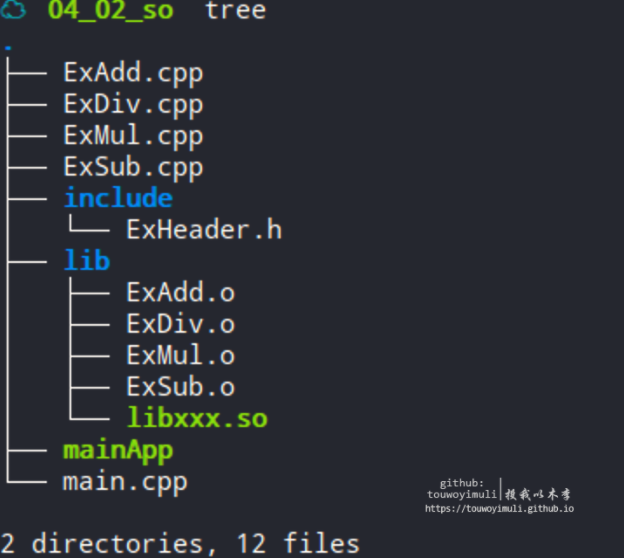 04_02_so tree
.
├── ExAdd.cpp
├── ExDiv.cpp
├── ExMul.cpp
├── ExSub.cpp
├── include
│   └── ExHeader.h
├── lib
│   ├── ExAdd.o
│   ├── ExDiv.o
│   ├── ExMul.o
│   ├── ExSub.o
│   └── libxxx.so
├── mainApp
└── main.cpp
2 directories, 12 files
github:
touwoyimuli|投我以木李
https://touwoyimuli.github.io